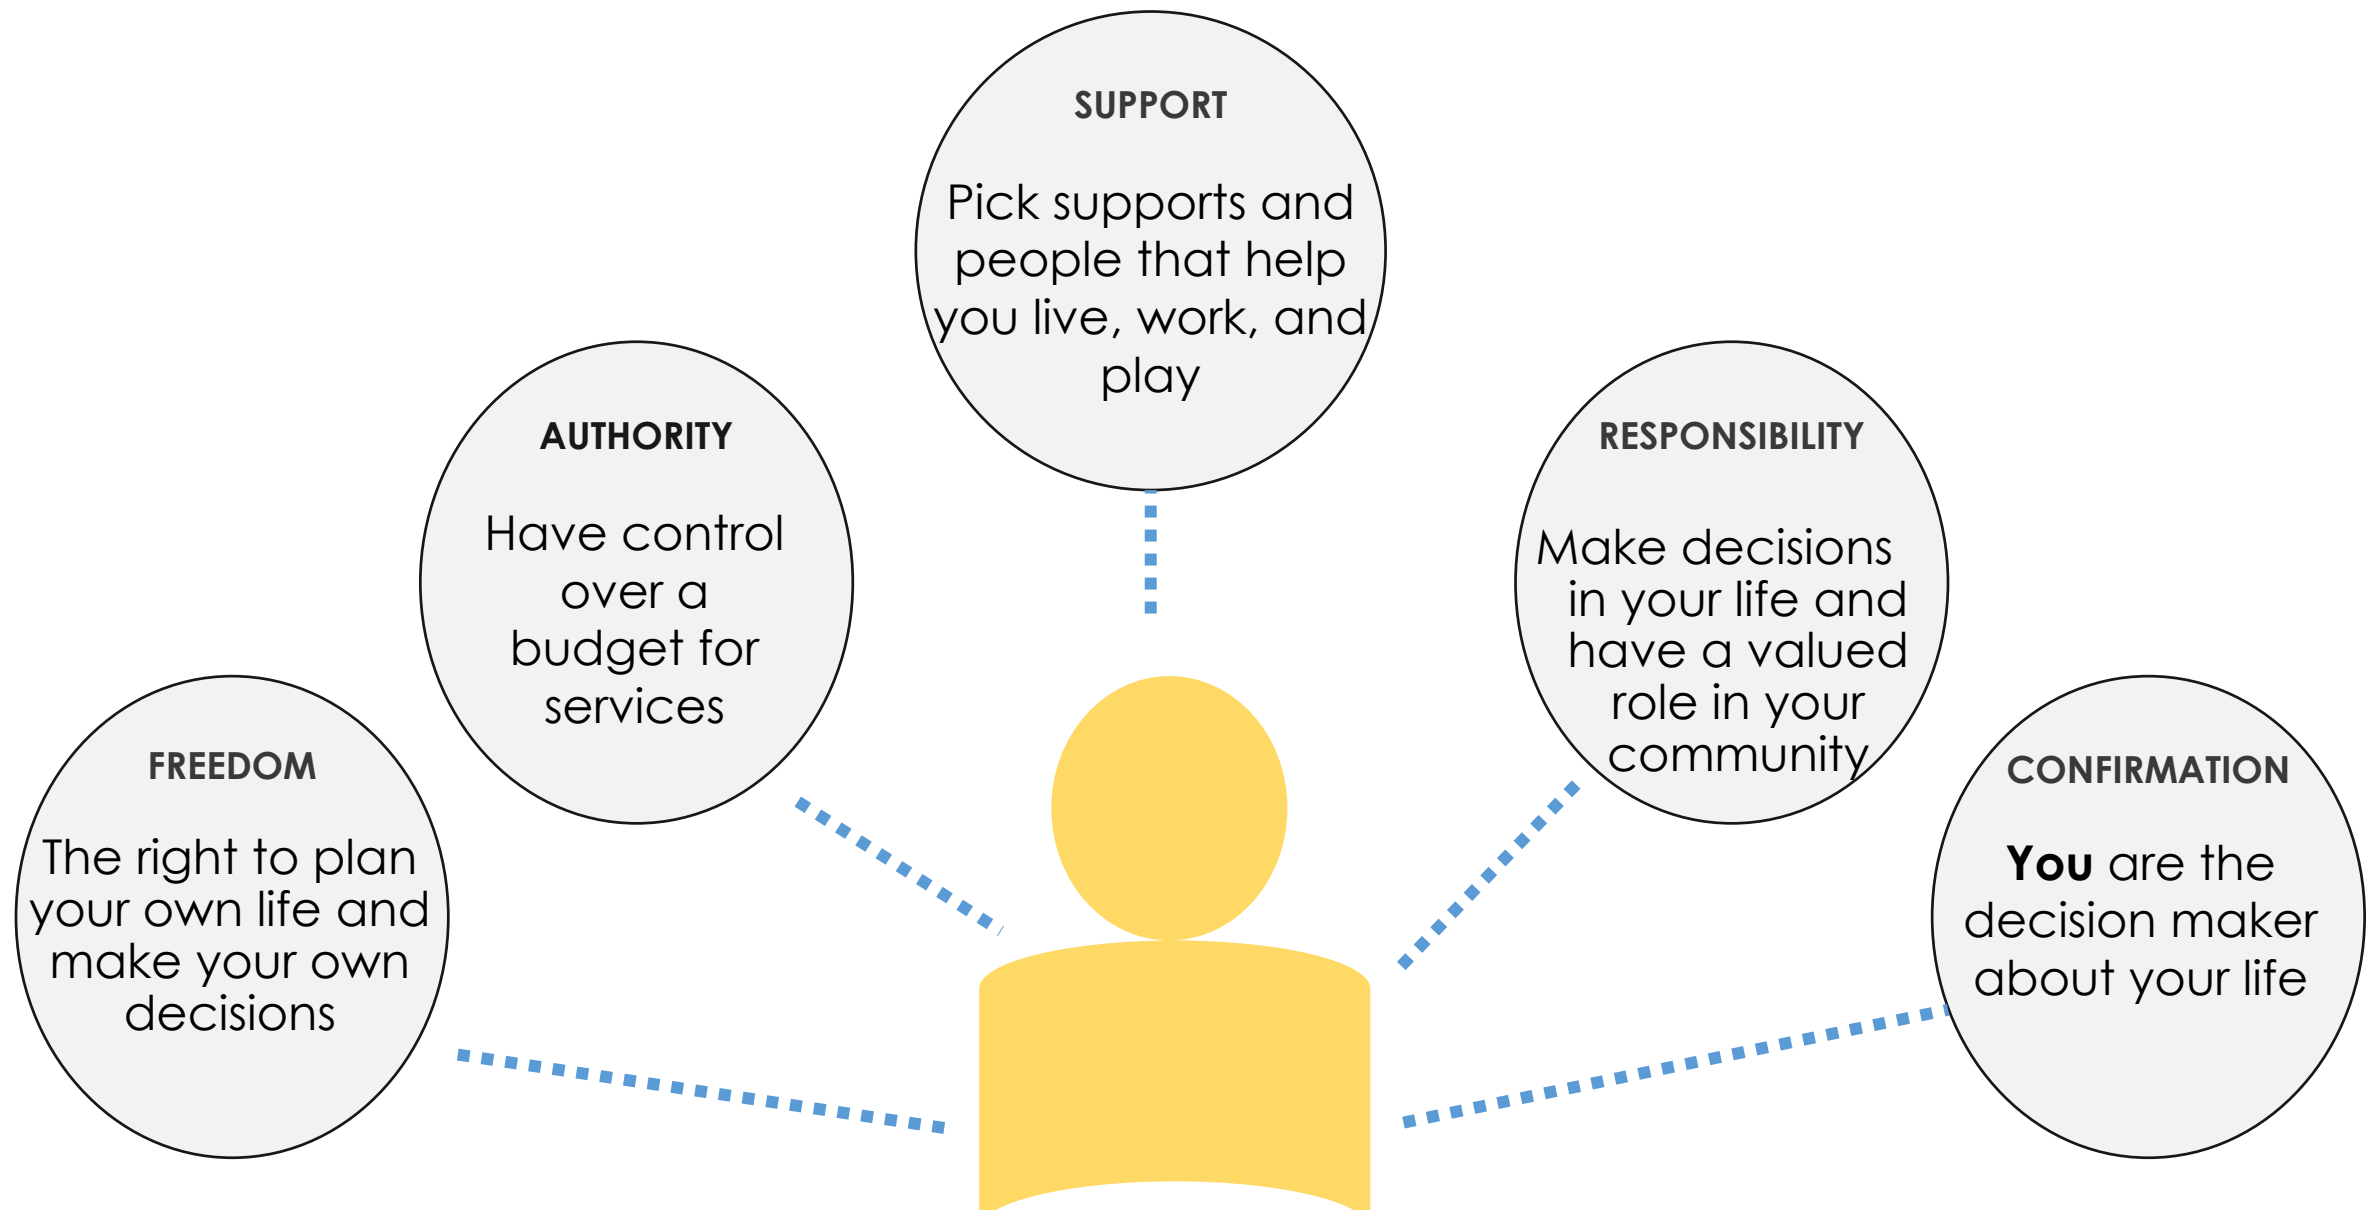 SUPPORT
Pick supports and
people that help
you live, work, and
play
AUTHORITY
Have control
over a
budget for
services
RESPONSIBILITY
Make decisions
in your life and
have a valued
role in your
community
FREEDOM
The right to plan
your own life and
make your own
decisions
CONFIRMATION
You are the
decision maker
about your life